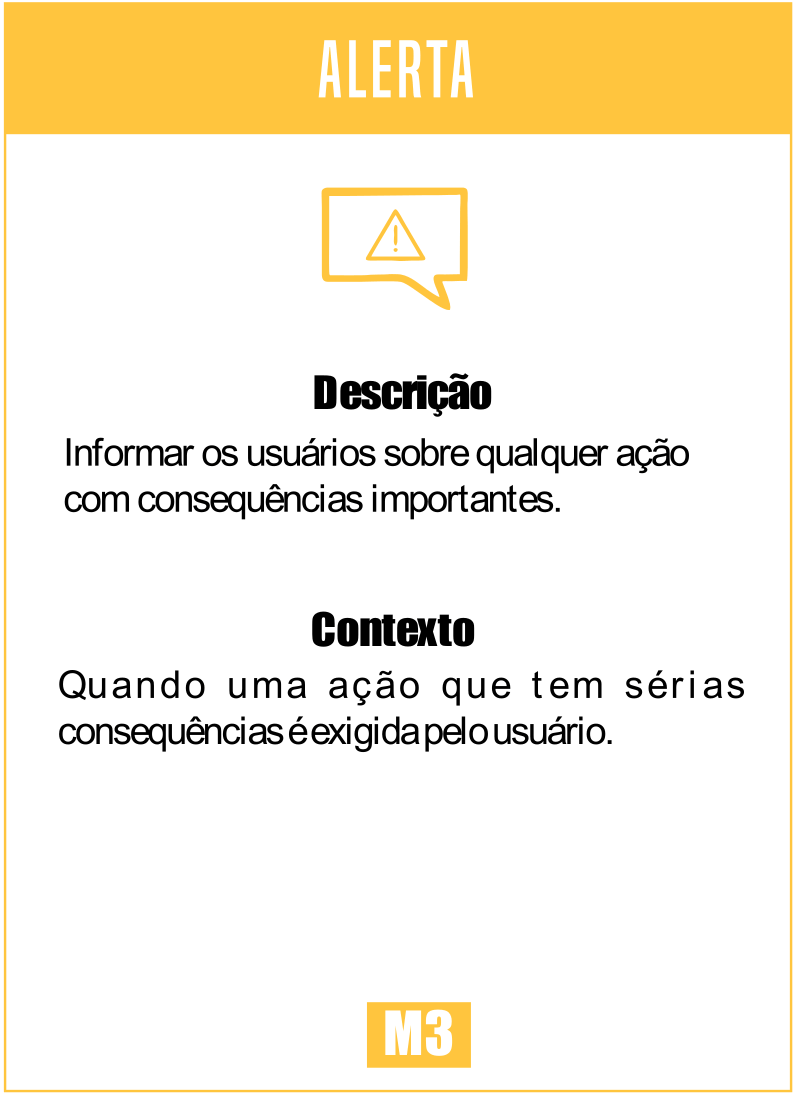 ALERTA
Descrição
Informar os usuários sobre qualquer ação
com consequências importantes.
Contexto
Quando uma ação que tem sérias
consequências é exigida pelo usuário.
M3